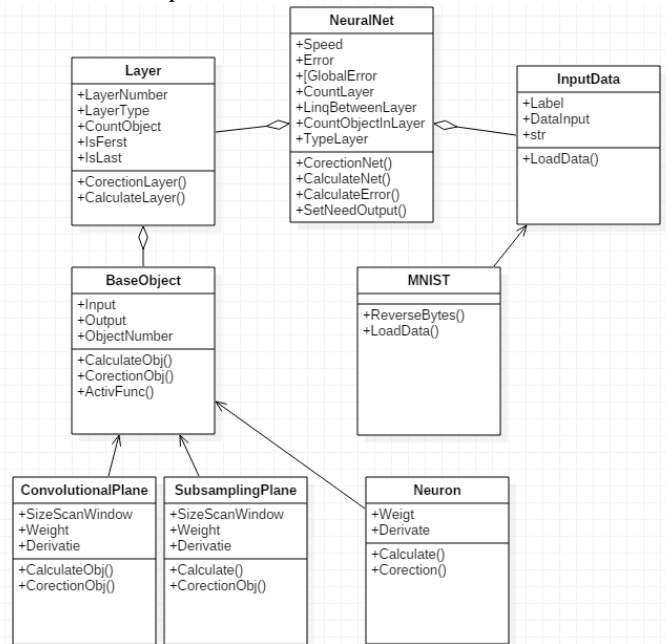 NeuralNet
+Speed
+Error
+[GlobalError
+CountLayer
+LinqBetweenLayer
+CountObjectInLayer
+TypeLayer
+CorectionNet()
+CalculateNet()
+CalculateError()
+SetNeedOutput()
Layer
+LayerNumber
+LayerType
+CountObject
+IsFerst
+IsLast
+CorectionLayer()
+CalculateLayer()
InputData
+Label
+DataInput
+str
+LoadData()
BaseObject
+Input
+Output
+ObjectNumber
+CalculateObj()
+CorectionObj()
+ActivFunc()
MNIST
+ReverseBytes()
+LoadData()
ConvolutionalPlane
+SizeScanWindow
+Weight
+Derivatie
+CalculateObj()
+CorectionObj()
SubsamplingPlane
+SizeScanWindow
+Weight
+Derivatie
+Calculate()
+CorectionObj()
Neuron
+Weigt
+Derivate
+Calculate()
+Corection()